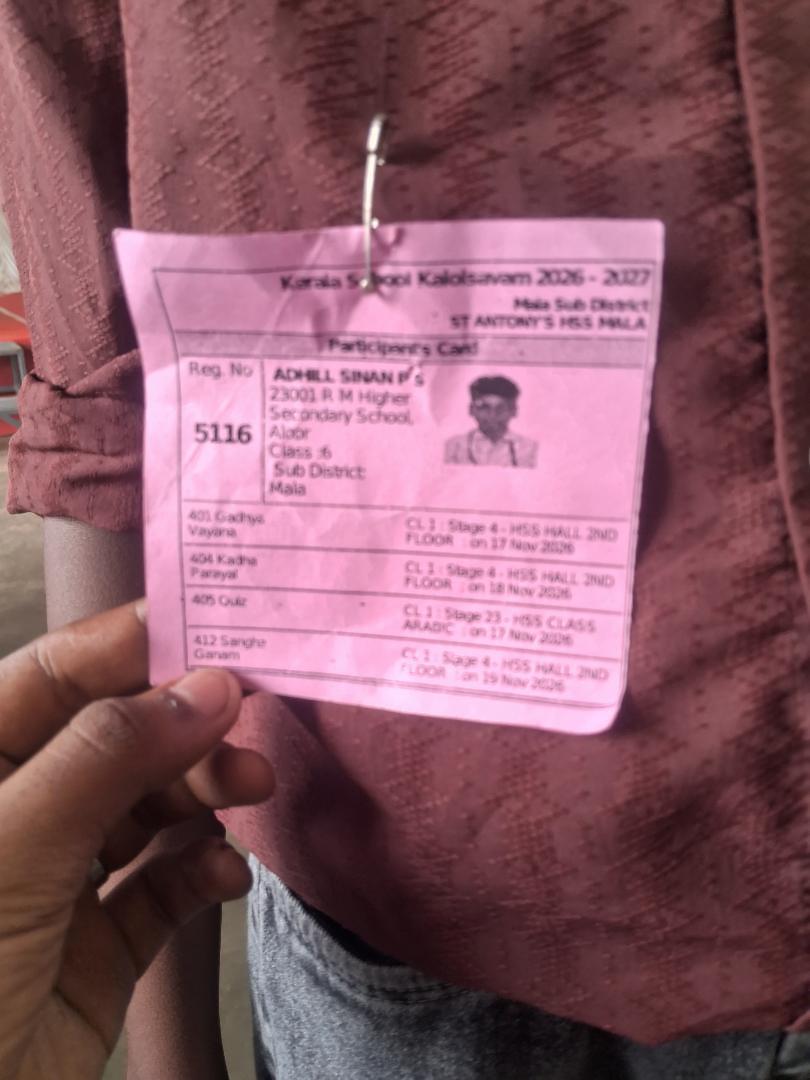 Kerala School Kalolsavam 2026 - 2027
Mala Sub District
ST ANTONY'S HSS MALA
Participant's Card
Reg. No
5116
ADHILL SINAN P S
23001 R M Higher
Secondary School,
Aloor
Class :6
Sub District:
Mala
401 Gadhya
Vayana
CL 1 : Stage 4 - HSS HALL 2ND
FLOOR : on 17 Nov 2026
404 Kadha
Parayal
CL 1 : Stage 4 - HSS HALL 2ND
FLOOR : on 18 Nov 2026
405 Quiz
CL 1 : Stage 23 - HSS CLASS
ARABIC : on 17 Nov 2026
412 Sangha
Ganam
CL 1 : Stage 4 - HSS HALL 2ND
FLOOR : on 19 Nov 2026